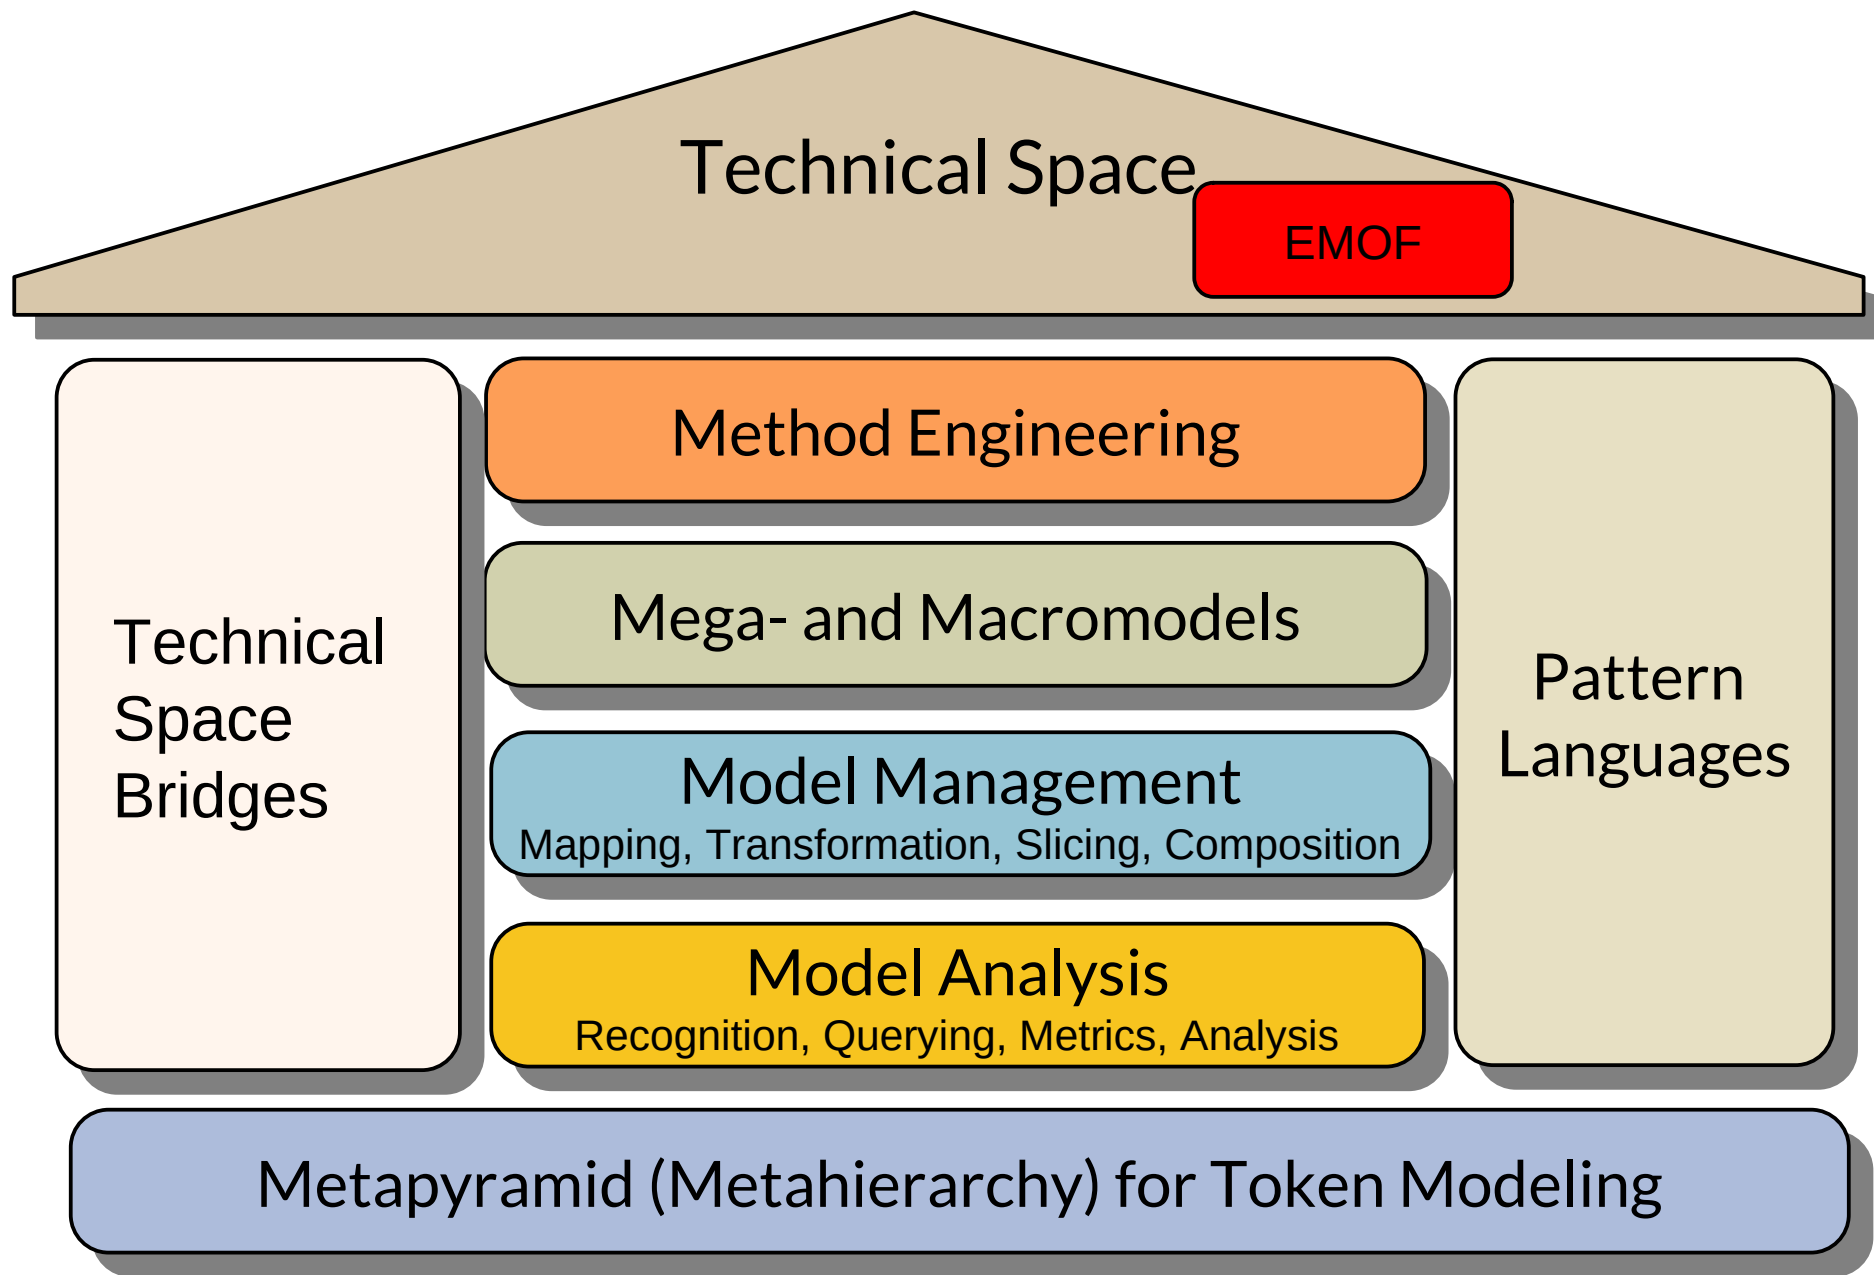 Technical Space
EMOF
Method Engineering
Mega- and Macromodels
Technical
Space
Bridges
Pattern
Languages
Model Management
Mapping, Transformation, Slicing, Composition
Model Analysis
Recognition, Querying, Metrics, Analysis
Metapyramid (Metahierarchy) for Token Modeling